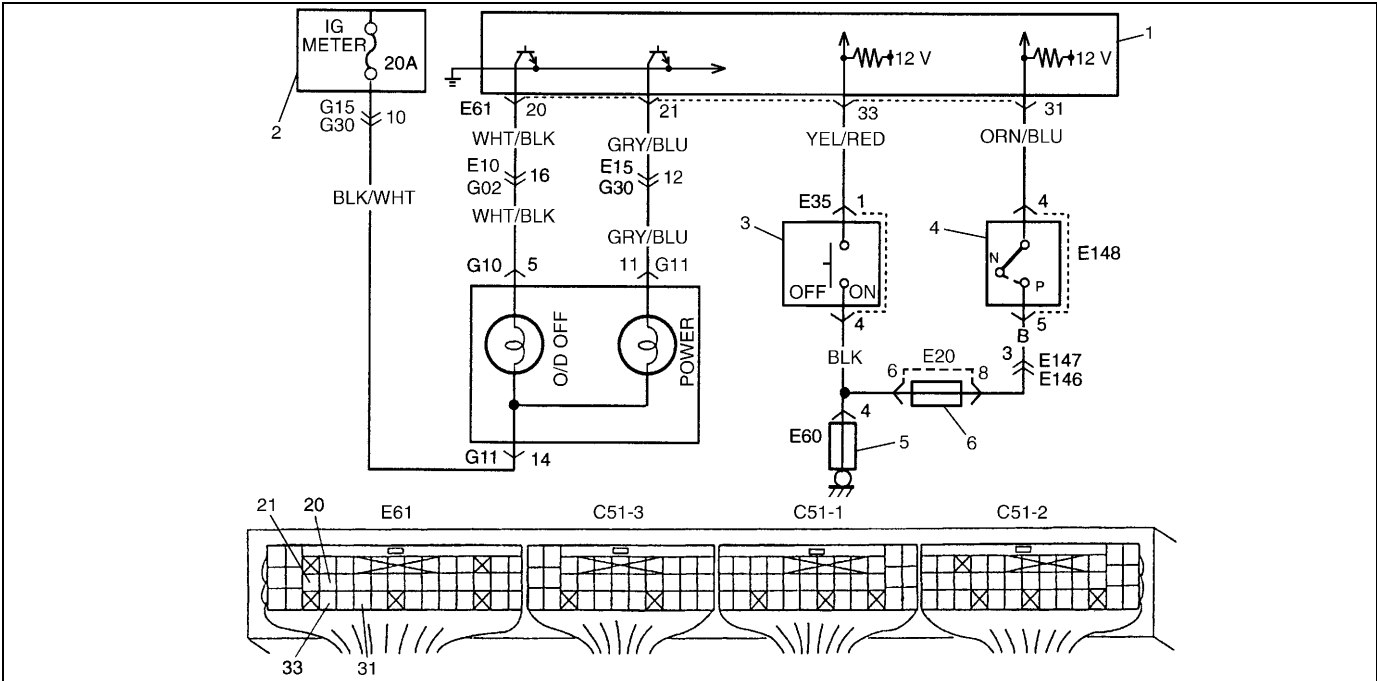 IG
METER
20A
2
G15
G30
10
BLK/WHT
1
12 V
12 V
E61
20
21
33
31
WHT/BLK
GRY/BLU
YEL/RED
ORN/BLU
E10
G02
16
E15
G30
12
WHT/BLK
GRY/BLU
G10
5
11
G11
E35
1
4
3
OFF
ON
4
N
P
E148
4
5
B
BLK
3
E147
E146
6
E20
8
6
O/D OFF
POWER
G11
14
4
E60
5
21
20
E61
C51-3
C51-1
C51-2
33
31